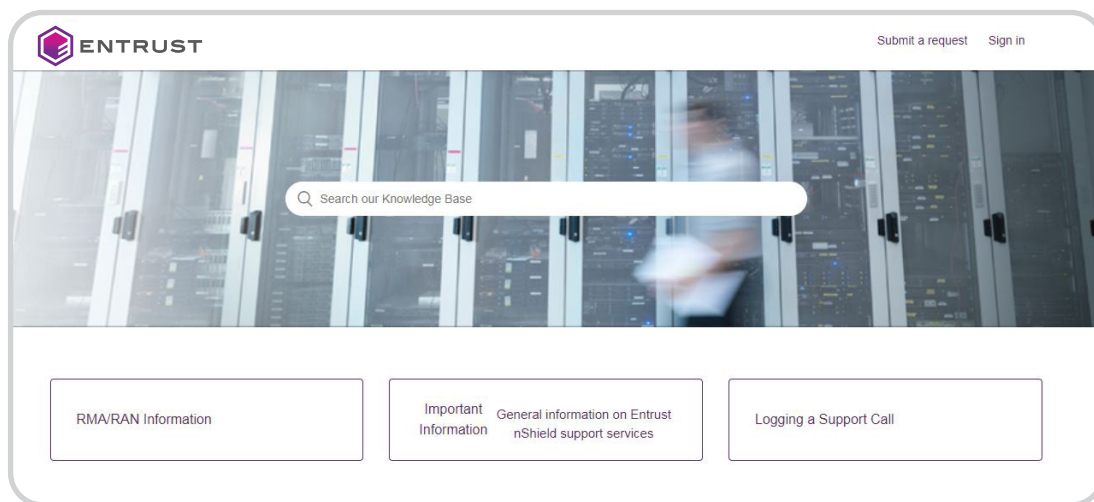 ENTRUST
Submit a request Sign in
Search our Knowledge Base
RMA/RAN Information
Important
Information
General information on Entrust
nShield support services
Logging a Support Call